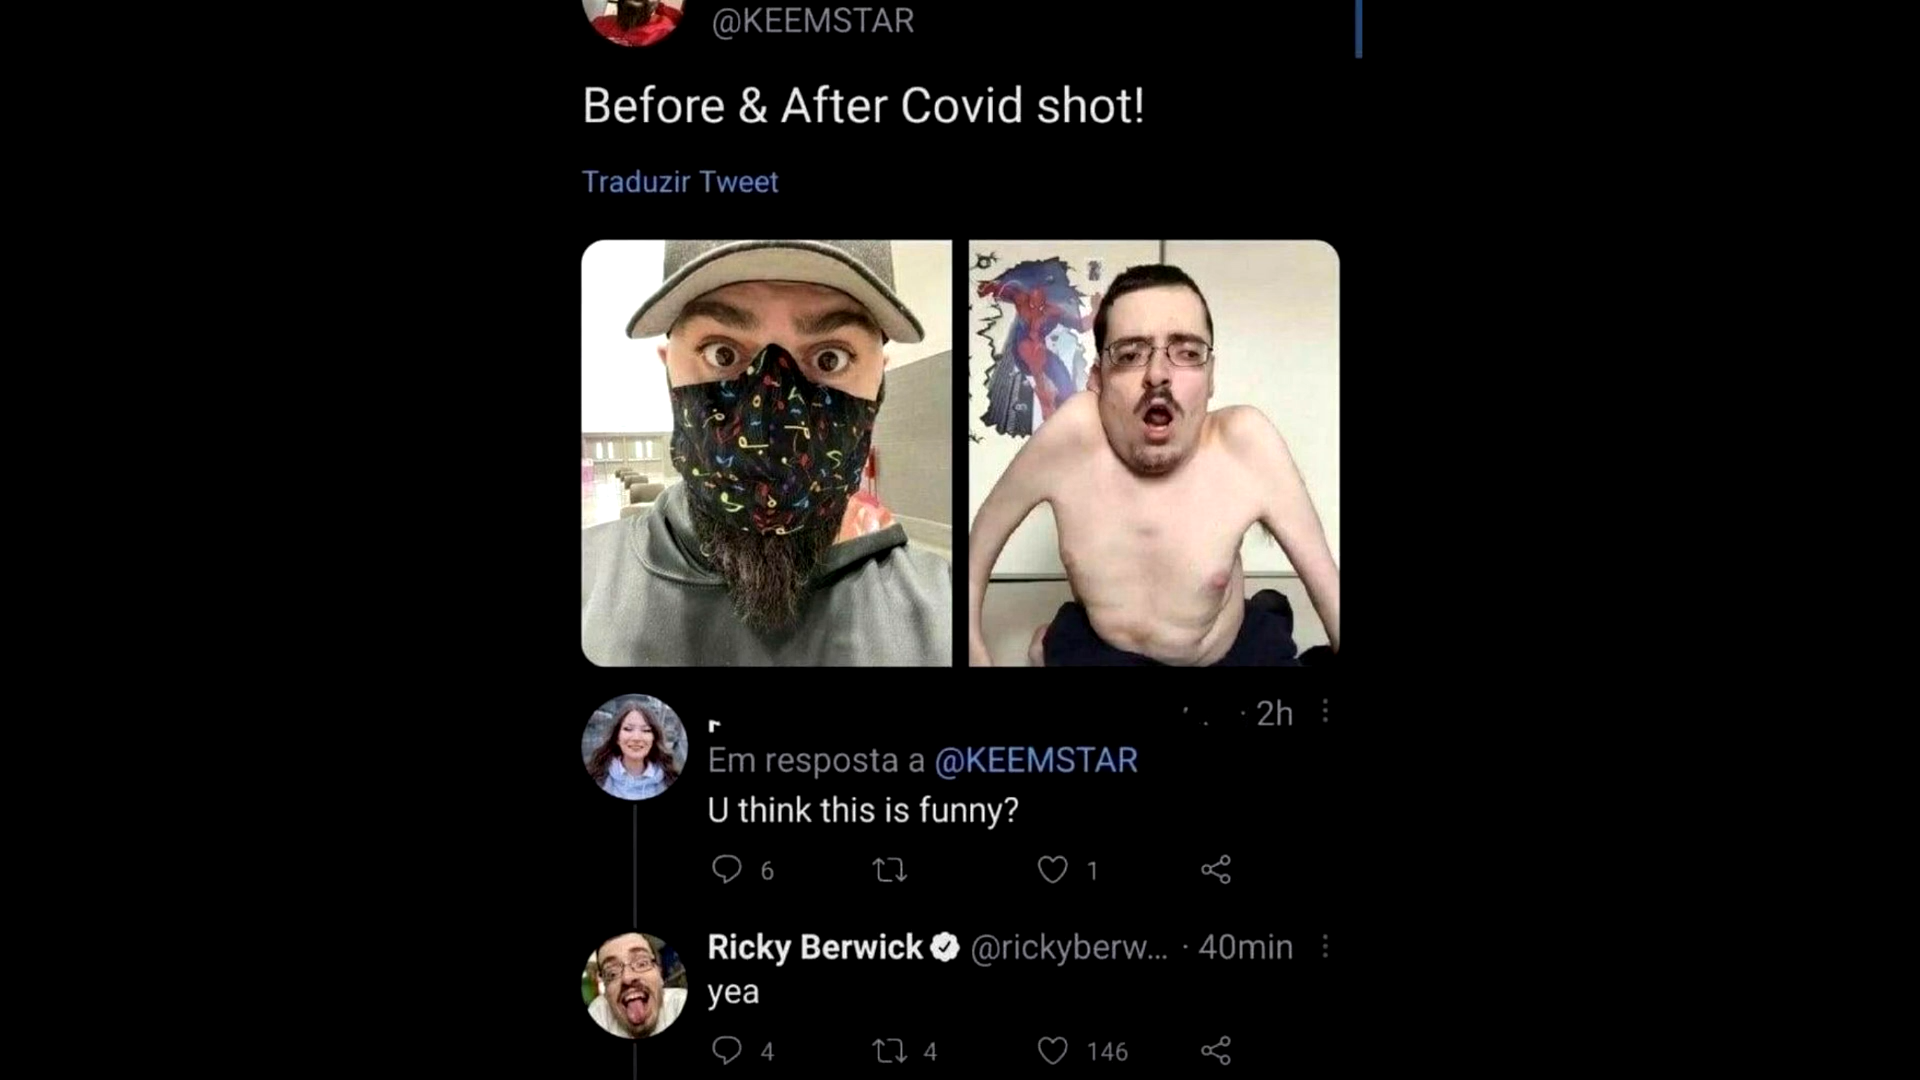 @KEEMSTAR
Before & After Covid shot!
Traduzir Tweet
· 2h
Em resposta a @KEEMSTAR
U think this is funny?
6
1
Ricky Berwick @rickyberw... · 40min
yea
4
4
146